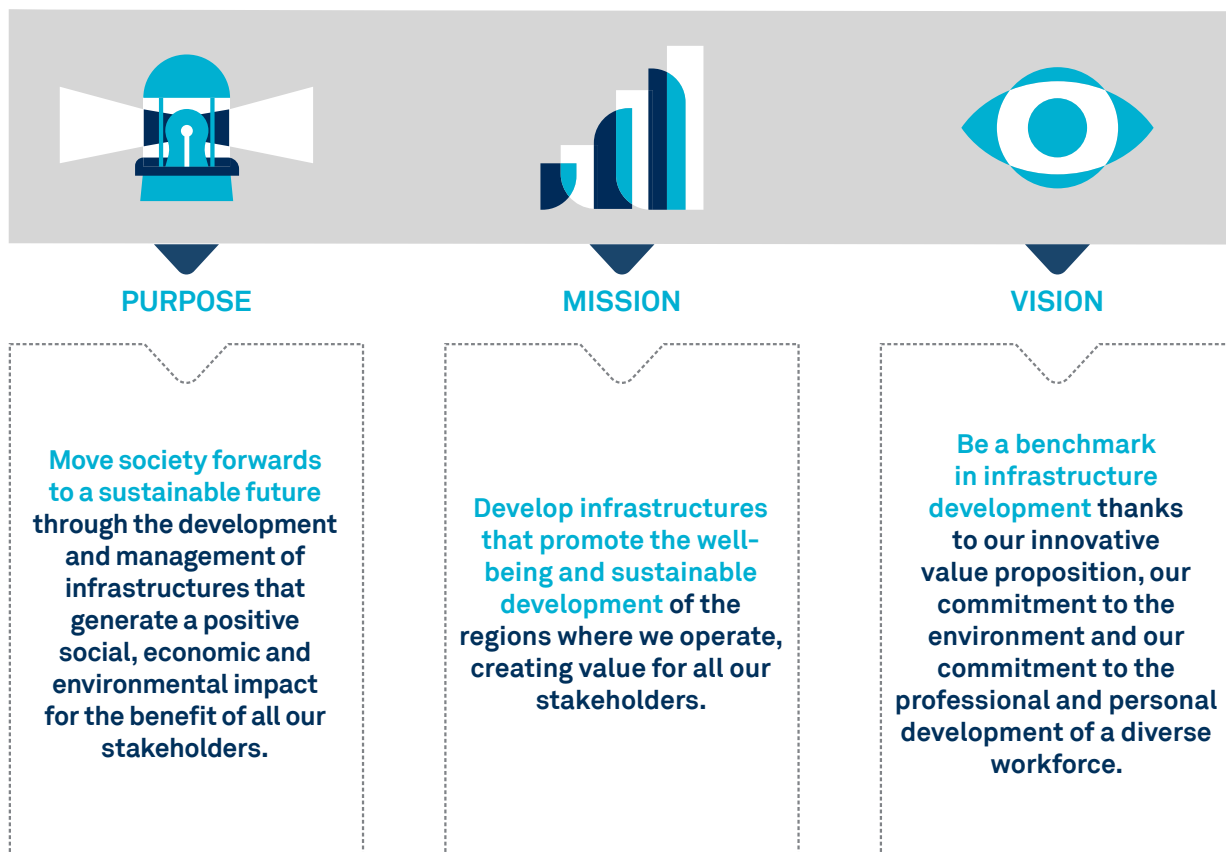 PURPOSE
Move society forwards
to a sustainable future
through the development
and management of
infrastructures that
generate a positive
social, economic and
environmental impact
for the benefit of all our
stakeholders.
MISSION
Develop infrastructures
that promote the well-
being and sustainable
development of the
regions where we operate,
creating value for all our
stakeholders.
VISION
Be a benchmark
in infrastructure
development thanks
to our innovative
value proposition, our
commitment to the
environment and our
commitment to the
professional and personal
development of a diverse
workforce.